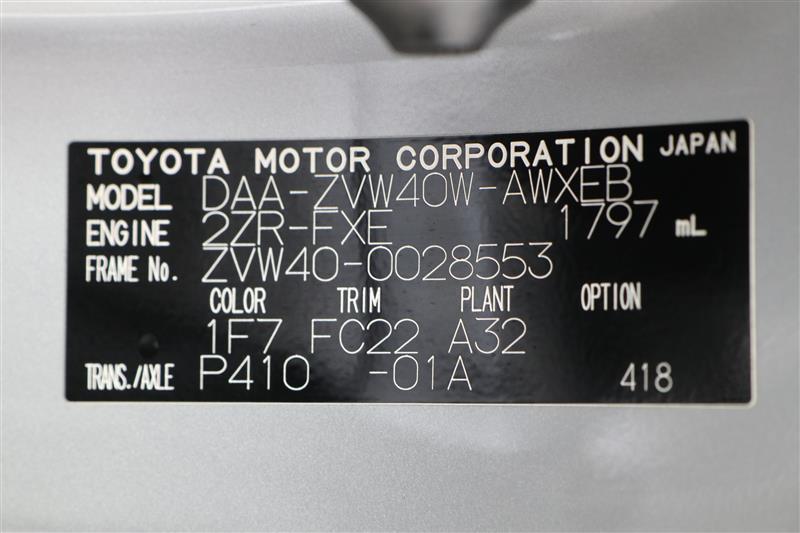 TOYOTA MOTOR CORPORATION JAPAN
MODEL DAA-ZVW40W-AWXEB
ENGINE 2ZR-FXE 1797 mL
FRAME No. ZVW40-0028553
COLOR TRIM PLANT OPTION
1F7 FC22 A32
TRANS./AXLE P410 -01A 418